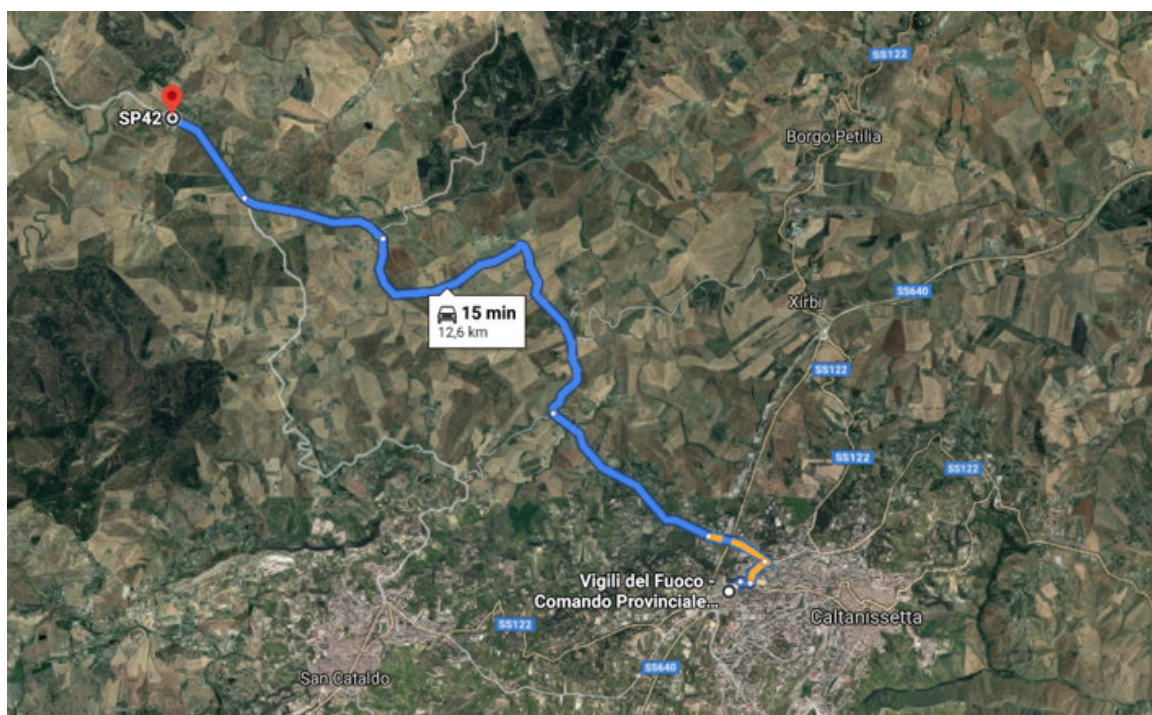 SS122
SP42
Borgo Petilia
15 min
12,6 km
SS640
Xirbi
SS122
SS122
SS122
Vigili del Fuoco -
Comando Provinciale...
Caltanissetta
SS122
SS640
San Cataldo